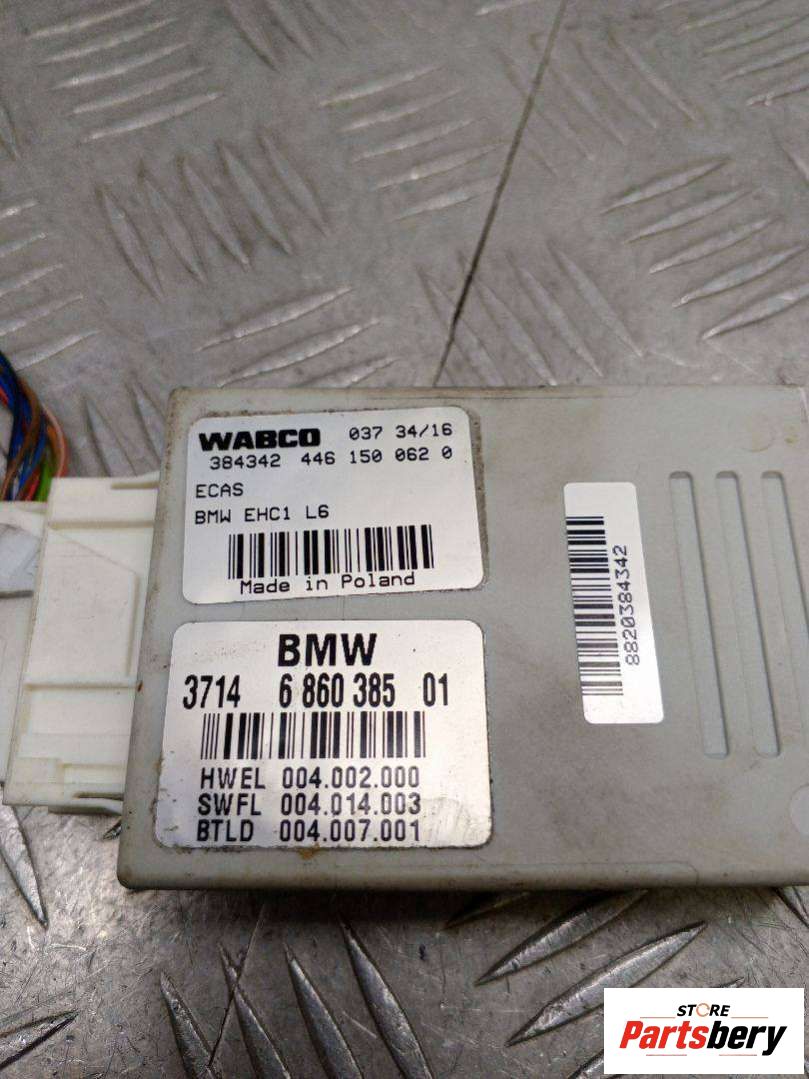 WABCO 037 34/16
384342 446 150 062 0
ECAS
BMW EHC1 L6
Made in Poland
8820384342
BMW
3714 6 860 385 01
HWEL 004.002.000
SWFL 004.014.003
BTLD 004.007.001
STORE
Partsbery